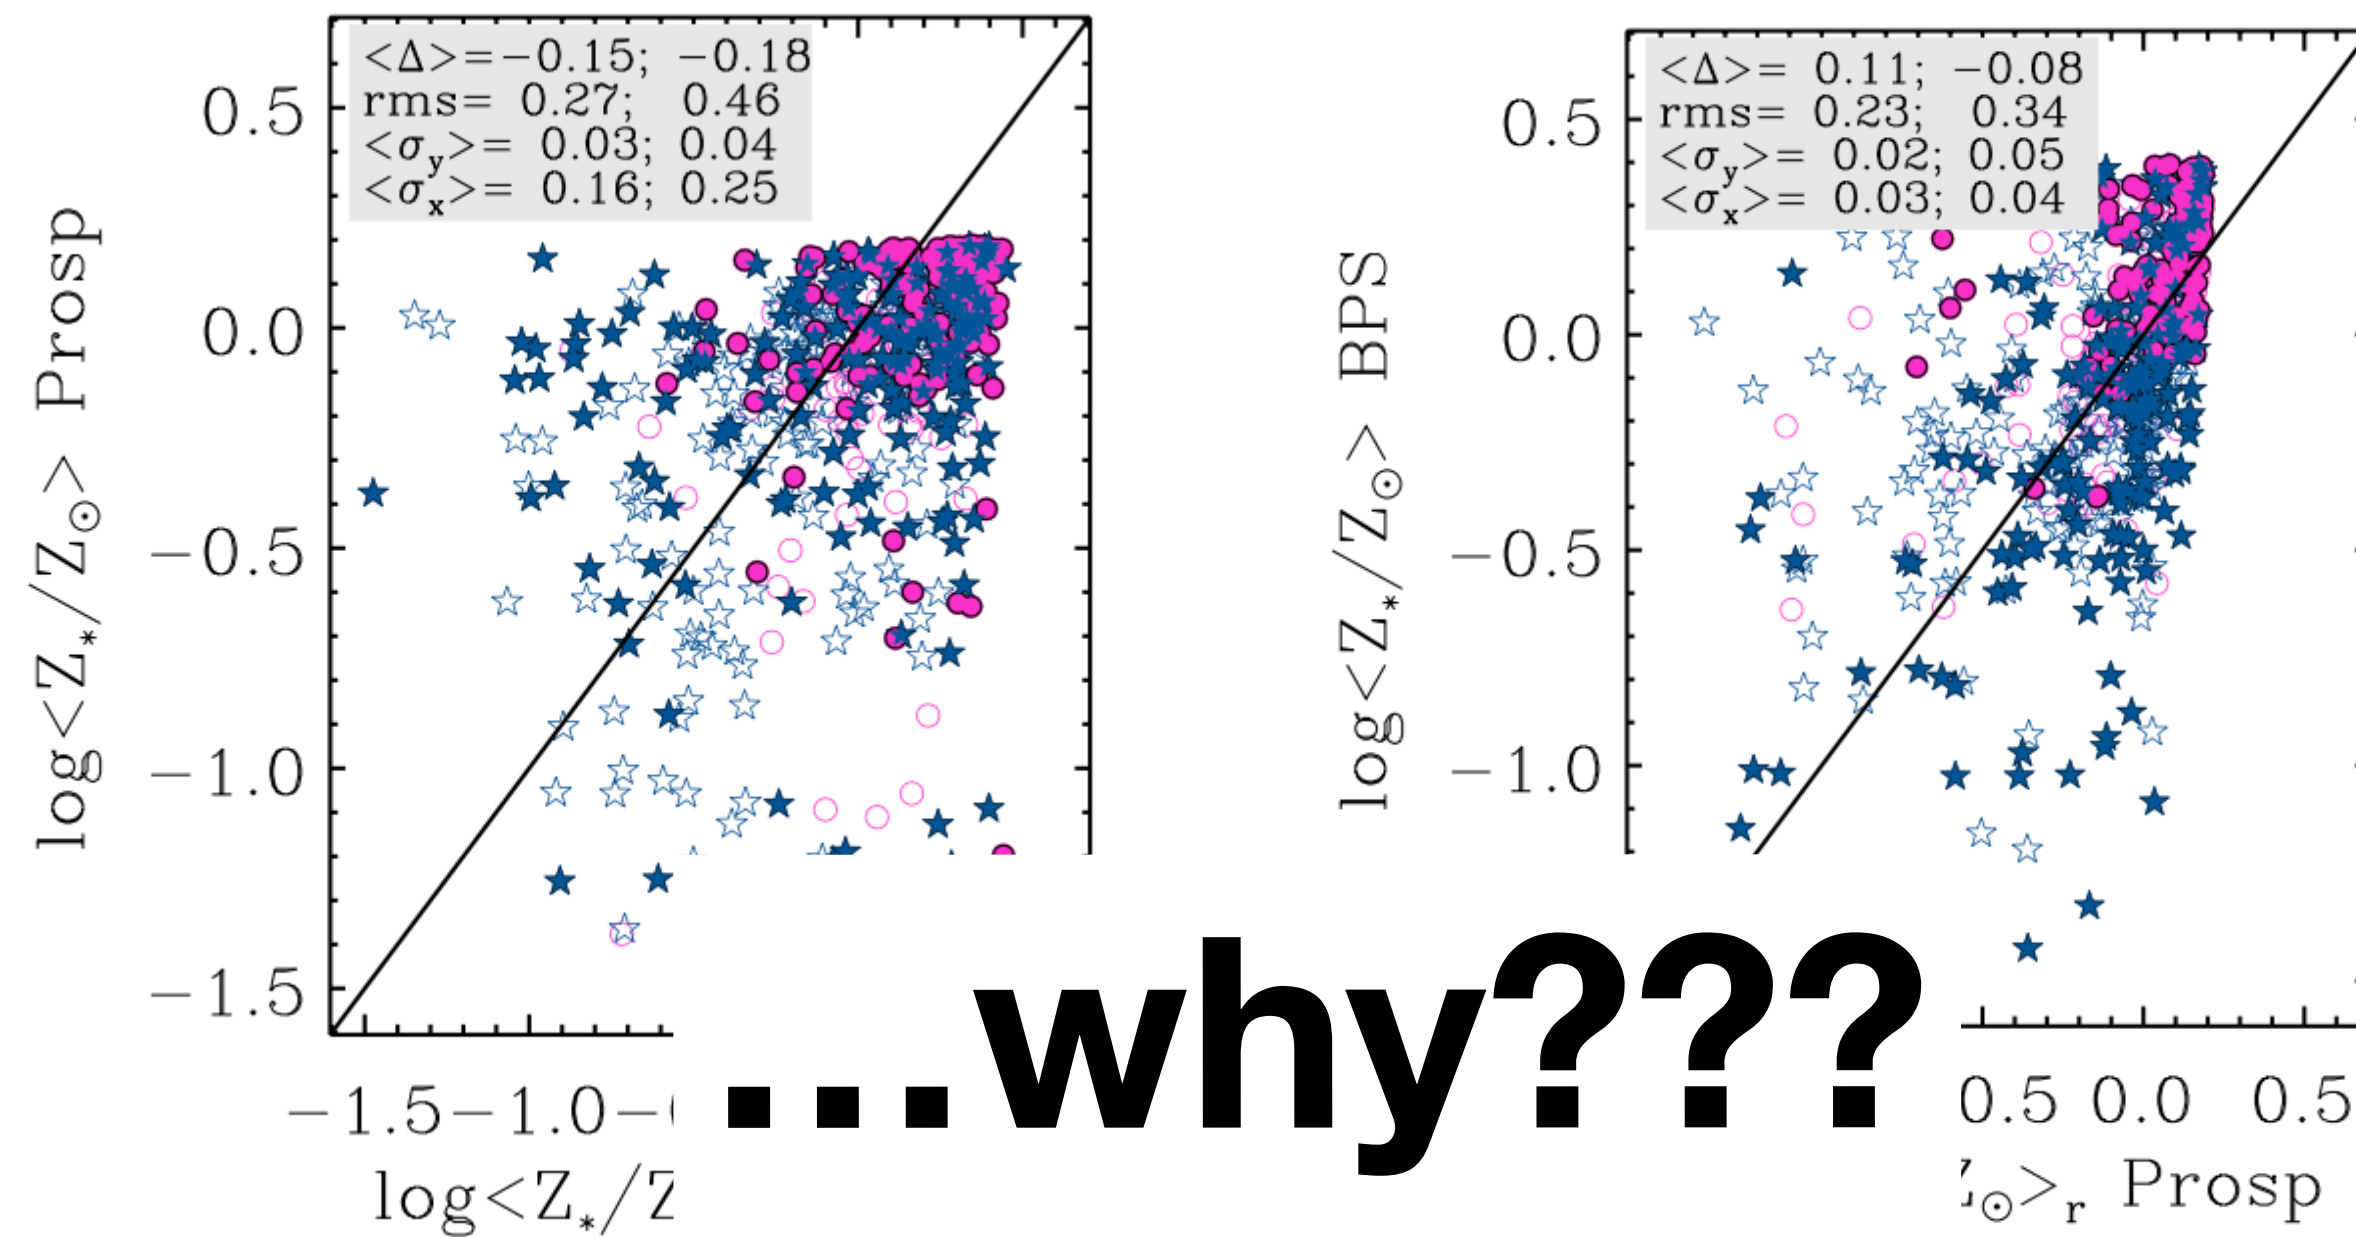 <Δ>=−0.15; −0.18
rms= 0.27; 0.46
<σy>= 0.03; 0.04
<σx>= 0.16; 0.25
0.5
0.0
−0.5
−1.0
−1.5
log<Z*/Z⊙> Prosp
−1.5−1.0−
log<Z*/Z
<Δ>= 0.11; −0.08
rms= 0.23; 0.34
<σy>= 0.02; 0.05
<σx>= 0.03; 0.04
0.5
0.0
−0.5
−1.0
log<Z*/Z⊙> BPS
0.5 0.0 0.5
Z⊙>r Prosp
...why???